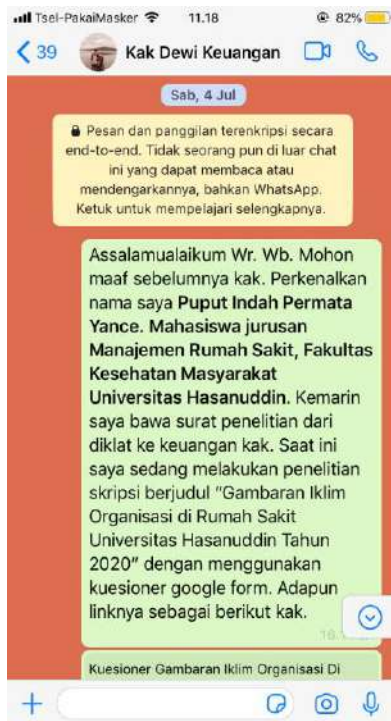 Tsel-PakaiMasker 11.18 82%
39 Kak Dewi Keuangan
Sab, 4 Jul
Pesan dan panggilan terenkripsi secara
end-to-end. Tidak seorang pun di luar chat
ini yang dapat membaca atau
mendengarkannya, bahkan WhatsApp.
Ketuk untuk mempelajari selengkapnya.
Assalamualaikum Wr. Wb. Mohon
maaf sebelumnya kak. Perkenalkan
nama saya Puput Indah Permata
Yance. Mahasiswa jurusan
Manajemen Rumah Sakit, Fakultas
Kesehatan Masyarakat
Universitas Hasanuddin. Kemarin
saya bawa surat penelitian dari
diklat ke keuangan kak. Saat ini
saya sedang melakukan penelitian
skripsi berjudul "Gambaran Iklim
Organisasi di Rumah Sakit
Universitas Hasanuddin Tahun
2020" dengan menggunakan
kuesioner google form. Adapun
linknya sebagai berikut kak.
Kuesioner Gambaran Iklim Organisasi Di